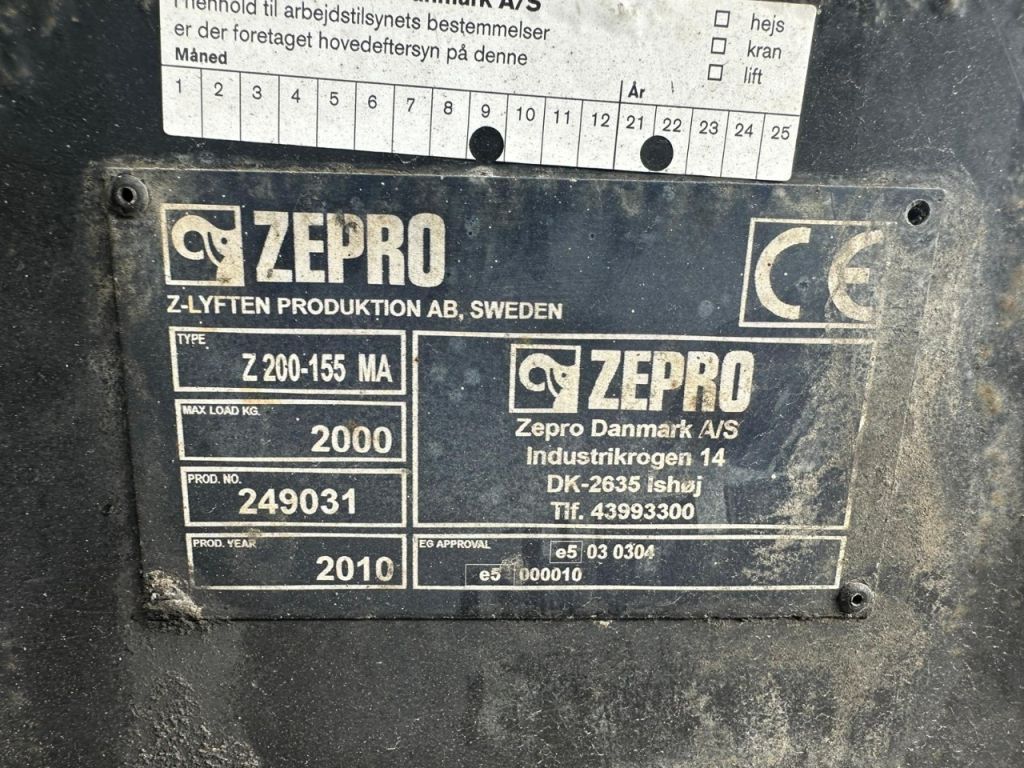 Danmark A/S
I henhold til arbejdstilsynets bestemmelser
er der foretaget hovedeftersyn på denne
hejs
kran
lift
Måned
År
1 2 3 4 5 6 7 8 9 10 11 12 21 22 23 24 25
ZEPRO
CE
Z-LYFTEN PRODUKTION AB, SWEDEN
TYPE
Z 200-155 MA
MAX LOAD KG.
2000
PROD. NO.
249031
PROD. YEAR
2010
ZEPRO
Zepro Danmark A/S
Industrikrogen 14
DK-2635 Ishøj
Tlf. 43993300
EG APPROVAL
e5 03 0304
e5 000010